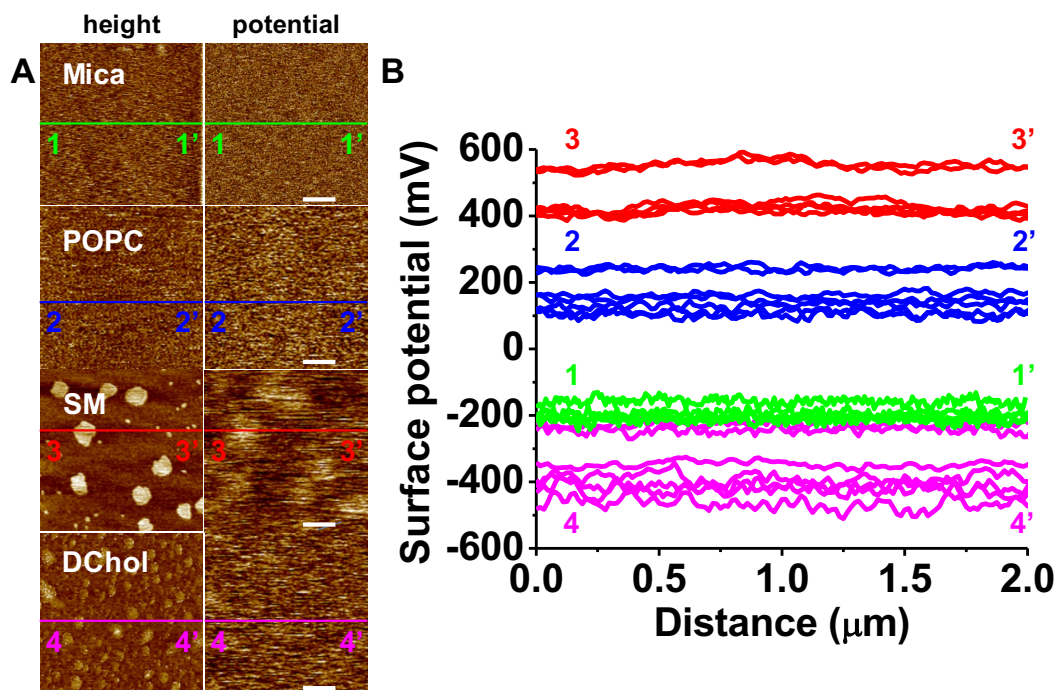 height potential
A
Mica
1 1’ 1 1’
POPC
2 2’ 2 2’
SM
3 3’ 3 3’
DChol
4 4’ 4 4’
B
Surface potential (mV)
600
400
200
0
-200
-400
-600
3 3’
2 2’
1 1’
4 4’
0.0 0.5 1.0 1.5 2.0
Distance (μm)